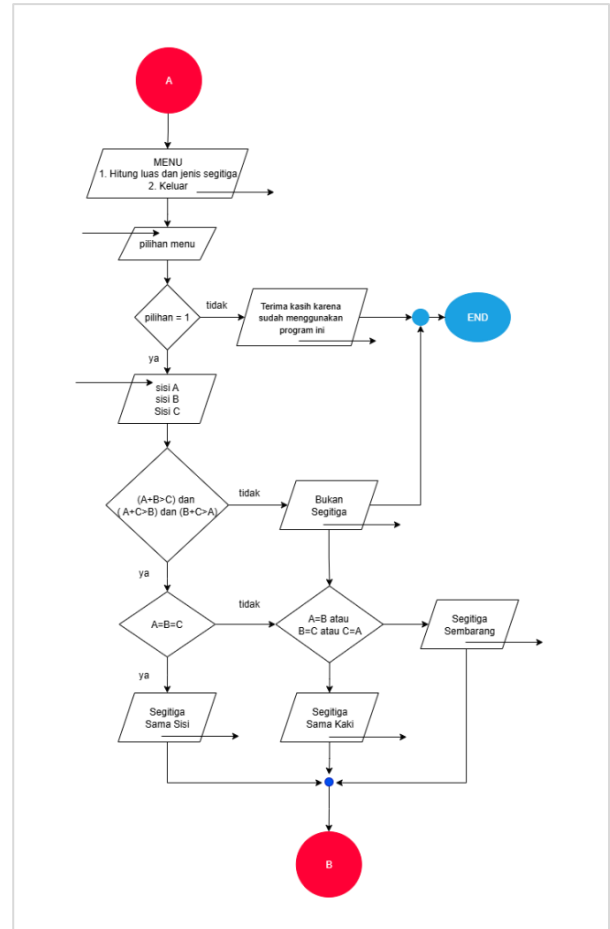 A
MENU
1. Hitung luas dan jenis segitiga
2. Keluar
pilihan menu
pilihan = 1
tidak
Terima kasih karena
sudah menggunakan
program ini
END
ya
sisi A
sisi B
Sisi C
(A+B>C) dan
( A+C>B) dan (B+C>A)
tidak
Bukan
Segitiga
ya
A=B=C
tidak
A=B atau
B=C atau C=A
Segitiga
Sembarang
ya
Segitiga
Sama Sisi
Segitiga
Sama Kaki
B